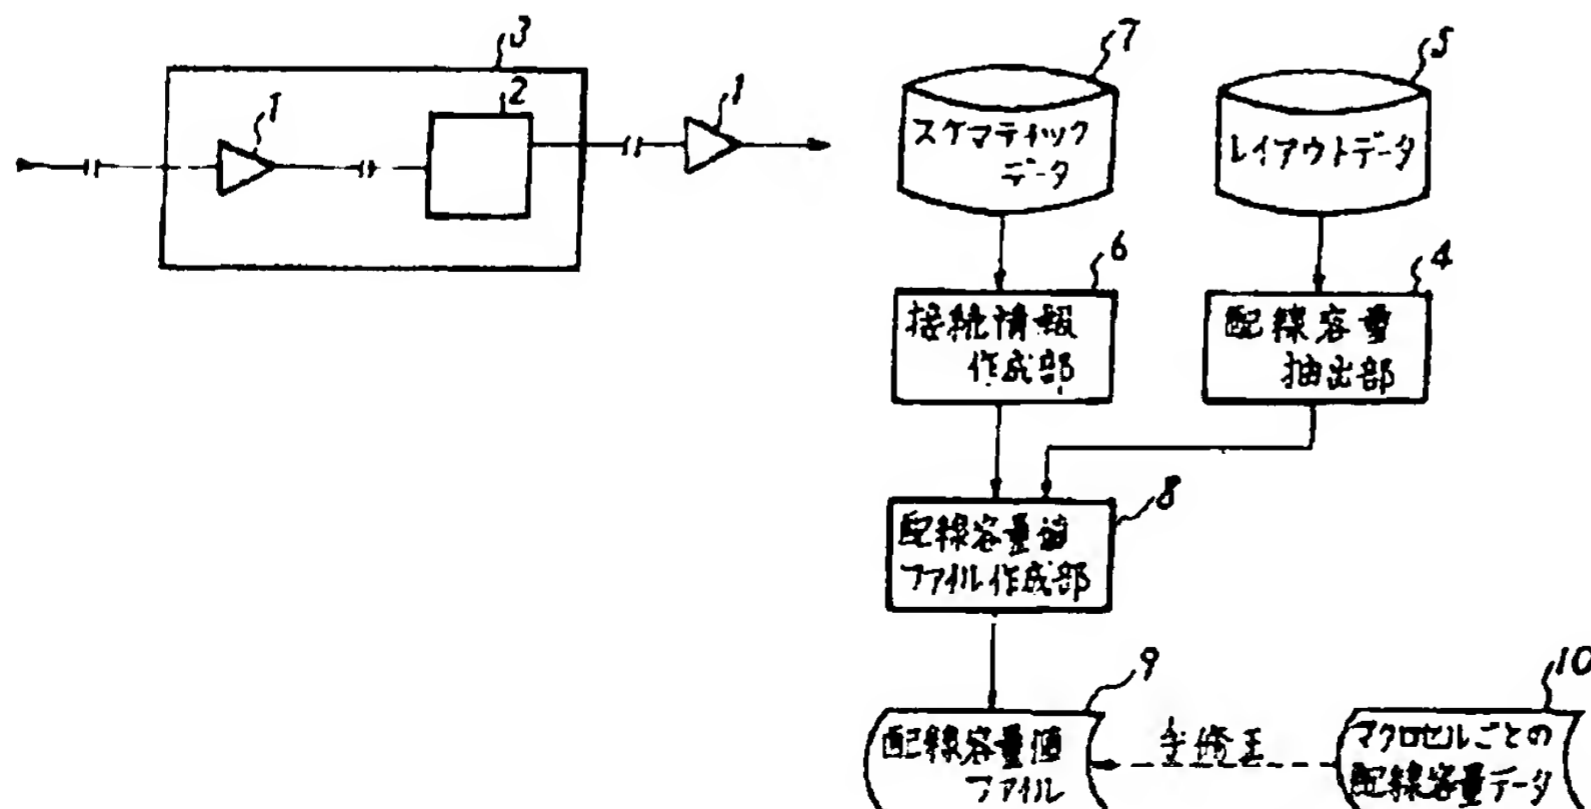 3
2
1
1
7
スケマティック
データ
5
レイアウトデータ
6
接続情報
作成部
4
配線容量
抽出部
8
配線容量値
ファイル作成部
9
配線容量値
ファイル
手修正
10
マクロセルごとの
配線容量データ